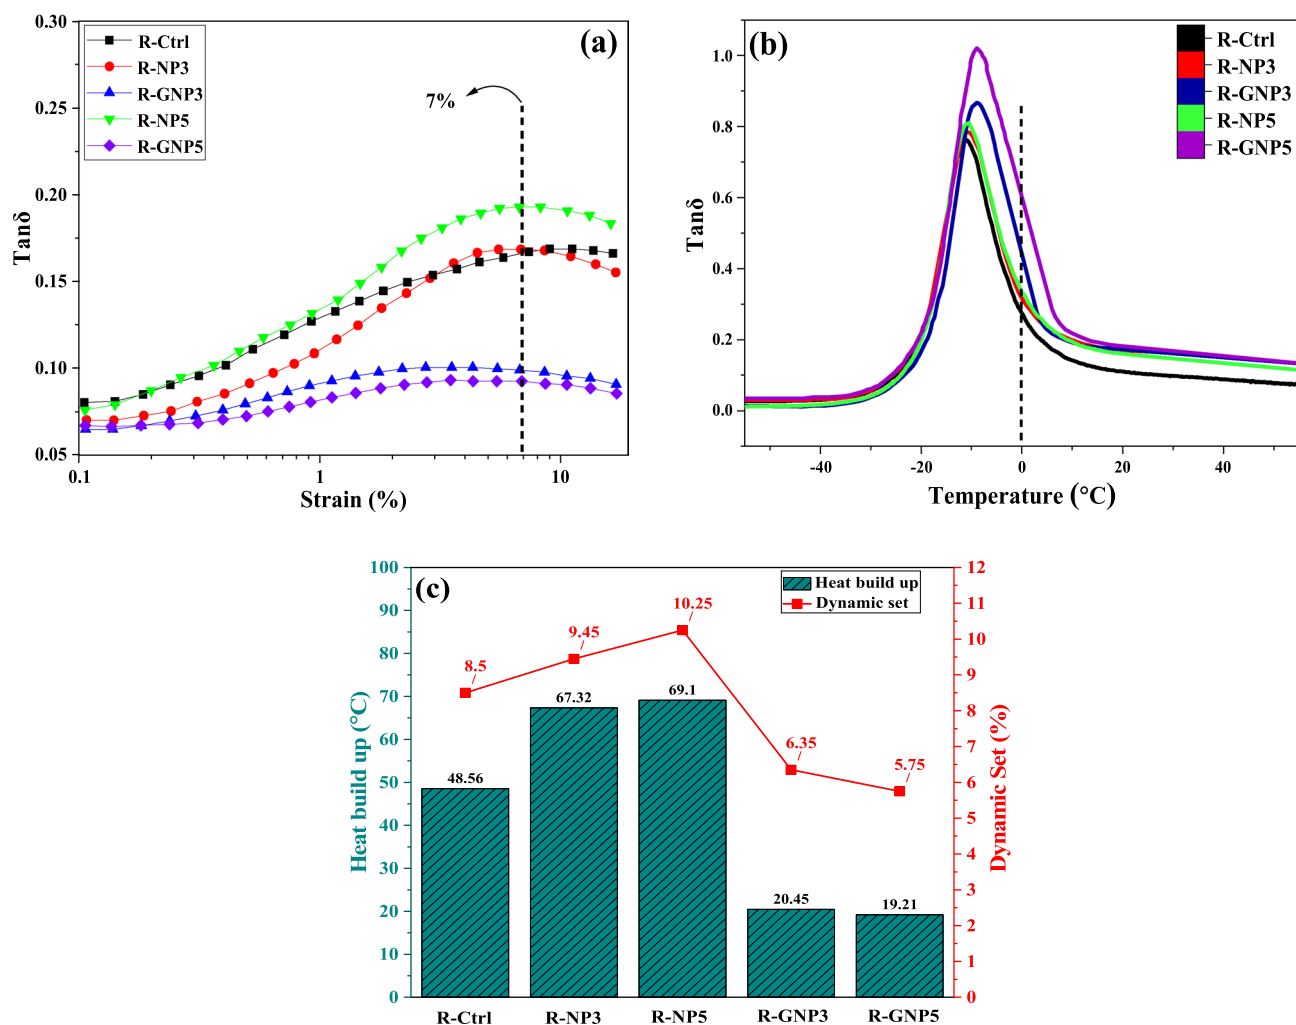 (a)
R-Ctrl
R-NP3
R-GNP3
R-NP5
R-GNP5
7%
0.30
0.25
0.20
0.15
0.10
0.05
Tanδ
0.1
1
10
Strain (%)
(b)
R-Ctrl
R-NP3
R-GNP3
R-NP5
R-GNP5
1.0
0.8
0.6
0.4
0.2
0.0
Tanδ
-40
-20
0
20
40
Temperature (°C)
(c)
Heat build up
Dynamic set
100
90
80
70
60
50
40
30
20
10
0
Heat build up (°C)
12
11
10
9
8
7
6
5
4
3
2
1
0
Dynamic Set (%)
8.5
9.45
10.25
6.35
5.75
48.56
67.32
69.1
20.45
19.21
R-Ctrl
R-NP3
R-NP5
R-GNP3
R-GNP5